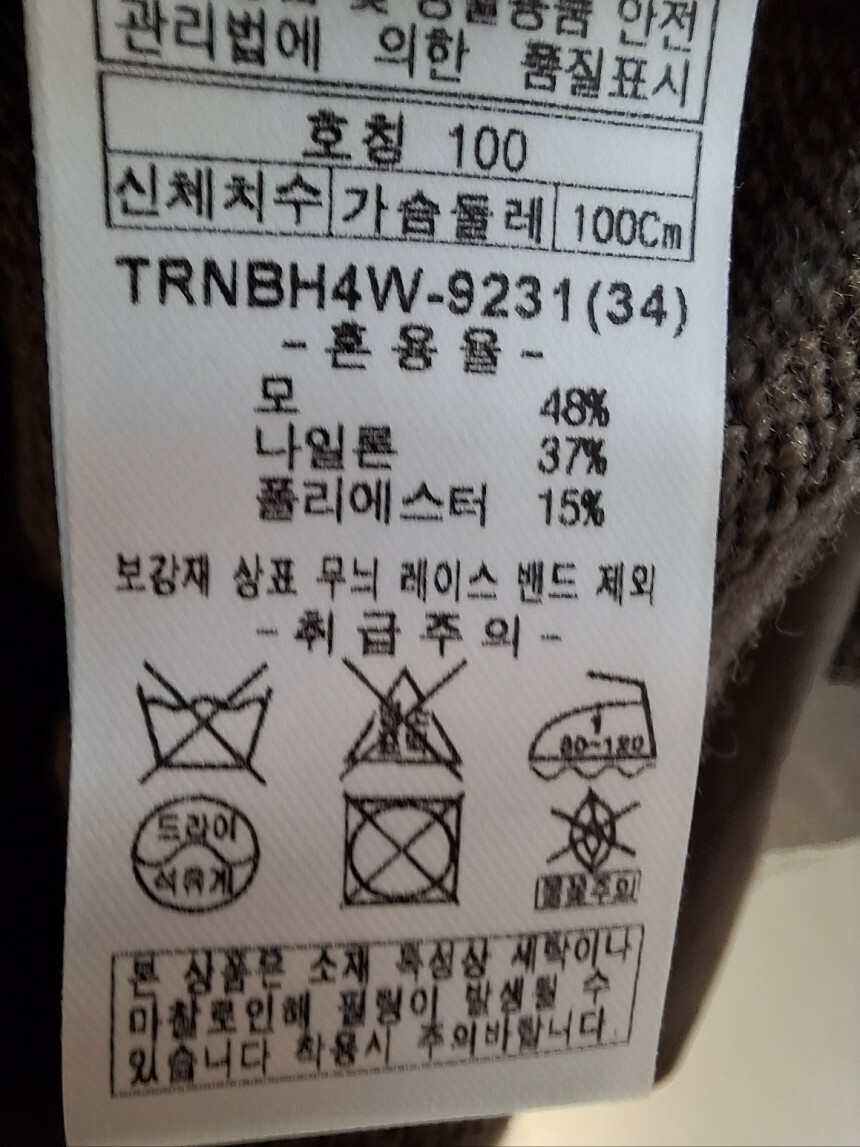 안전
관리법에 의한 품질표시
호칭 100
신체치수 가슴둘레 100Cm
TRNBH4W-9231(34)
- 혼용율 -
모 48%
나일론 37%
폴리에스터 15%
보강재 상표 무늬 레이스 밴드 제외
- 취급주의 -
80~120
드라이
석유계
불꽃주의
본 상품은 소재 특성상 세탁이나
마찰로인해 필링이 발생될 수
있습니다 착용시 주의바랍니다